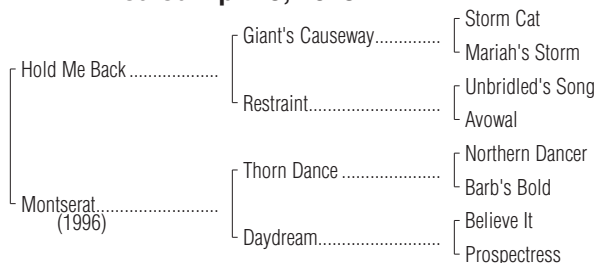 Giant's Causeway.............. Storm Cat
Mariah's Storm
Hold Me Back ...................
Restraint............................ Unbridled's Song
Avowal
Thorn Dance ..................... Northern Dancer
Barb's Bold
Montserat..........................
(1996)
Daydream.......................... Believe It
Prospectress